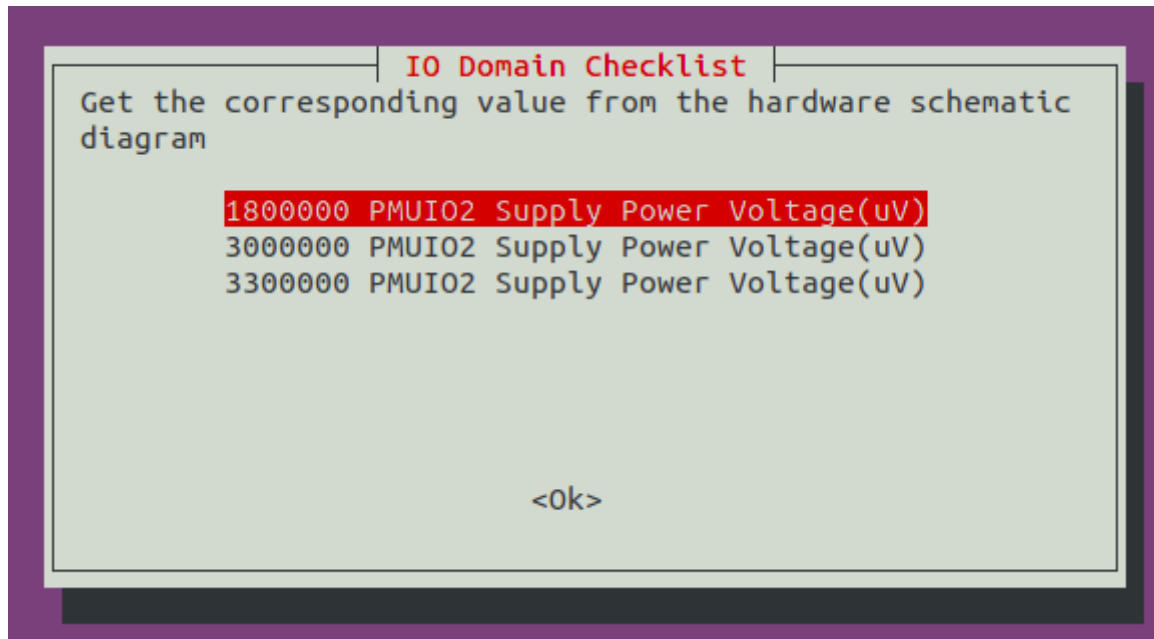 IO Domain Checklist
Get the corresponding value from the hardware schematic
diagram
1800000 PMUIO2 Supply Power Voltage(uV)
3000000 PMUIO2 Supply Power Voltage(uV)
3300000 PMUIO2 Supply Power Voltage(uV)
<Ok>